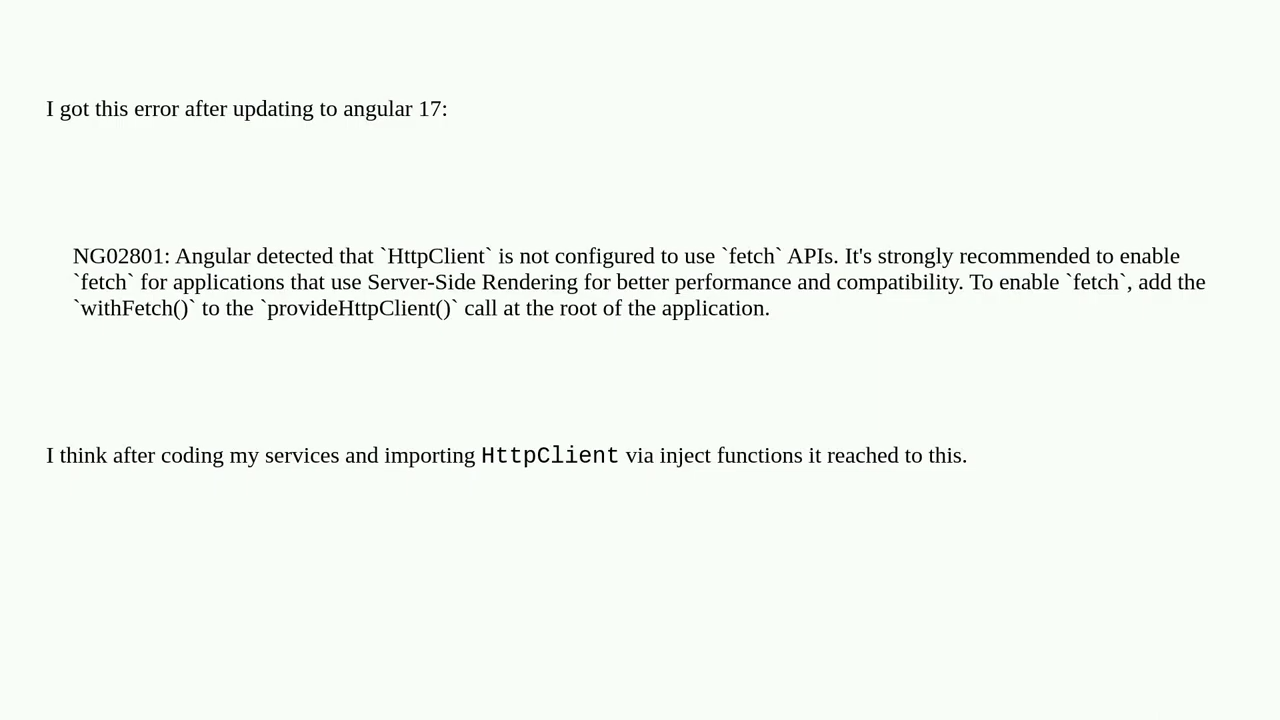 I got this error after updating to angular 17:
NG02801: Angular detected that `HttpClient` is not configured to use `fetch` APIs. It's strongly recommended to enable
`fetch` for applications that use Server-Side Rendering for better performance and compatibility. To enable `fetch`, add the
`withFetch()` to the `provideHttpClient()` call at the root of the application.
I think after coding my services and importing HttpClient via inject functions it reached to this.